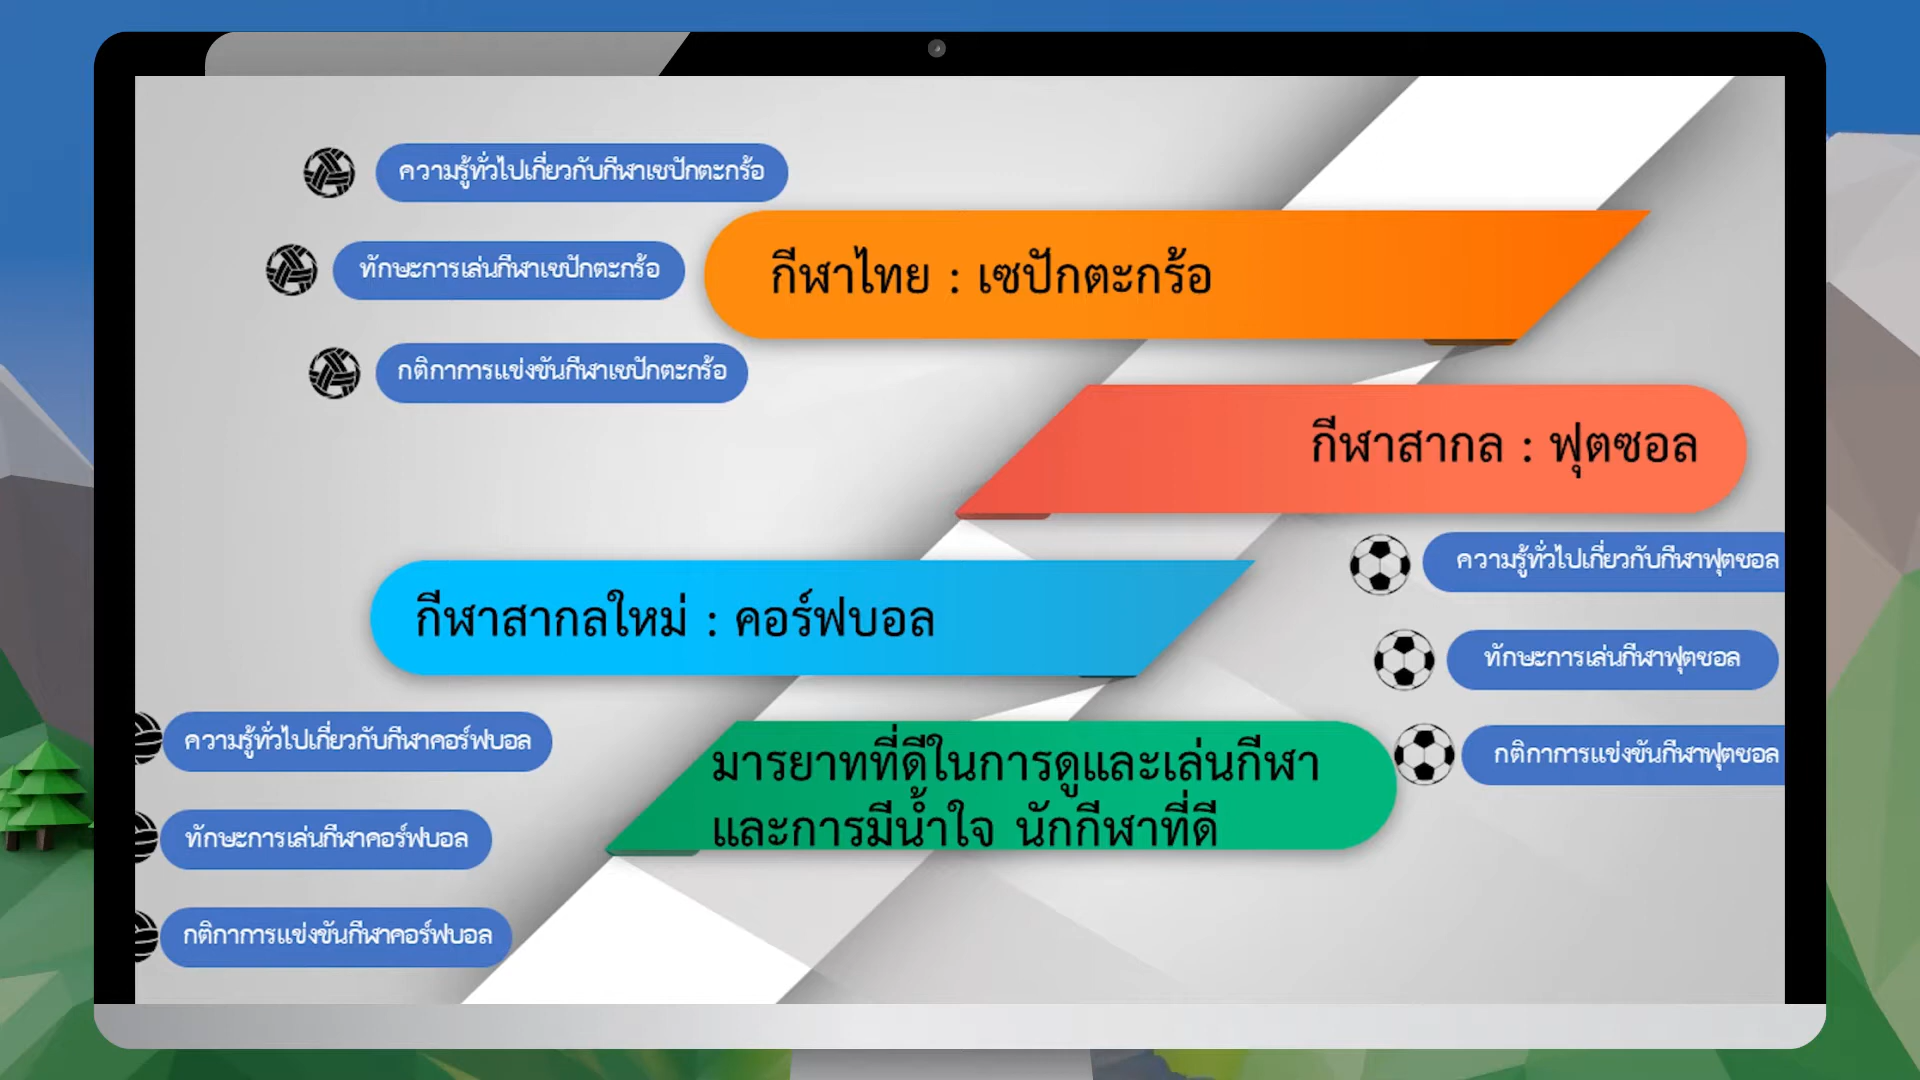 ความรู้ทั่วไปเกี่ยวกับกีฬาเซปักตะกร้อ
ทักษะการเล่นกีฬาเซปักตะกร้อ
กติกาการแข่งขันกีฬาเซปักตะกร้อ
กีฬาไทย : เซปักตะกร้อ
กีฬาสากล : ฟุตซอล
ความรู้ทั่วไปเกี่ยวกับกีฬาฟุตซอล
ทักษะการเล่นกีฬาฟุตซอล
กติกาการแข่งขันกีฬาฟุตซอล
กีฬาสากลใหม่ : คอร์ฟบอล
ความรู้ทั่วไปเกี่ยวกับกีฬาคอร์ฟบอล
ทักษะการเล่นกีฬาคอร์ฟบอล
กติกาการแข่งขันกีฬาคอร์ฟบอล
มารยาทที่ดีในการดูและเล่นกีฬา
และการมีน้ำใจ นักกีฬาที่ดี